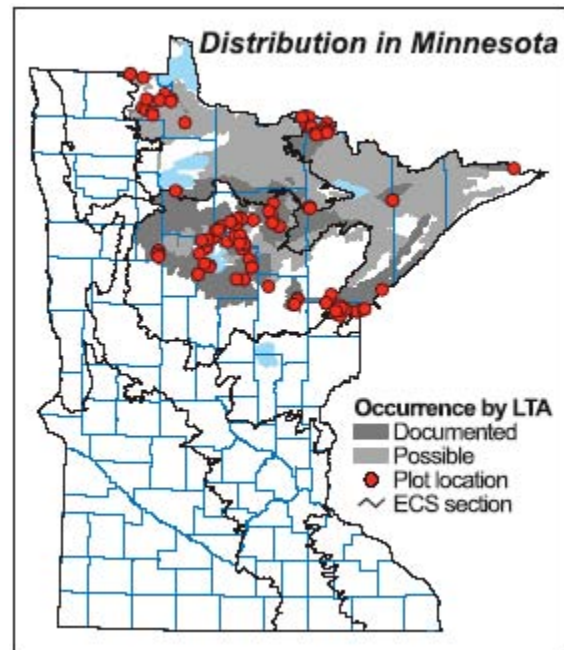 Distribution in Minnesota
Occurrence by LTA
Documented
Possible
Plot location
ECS section